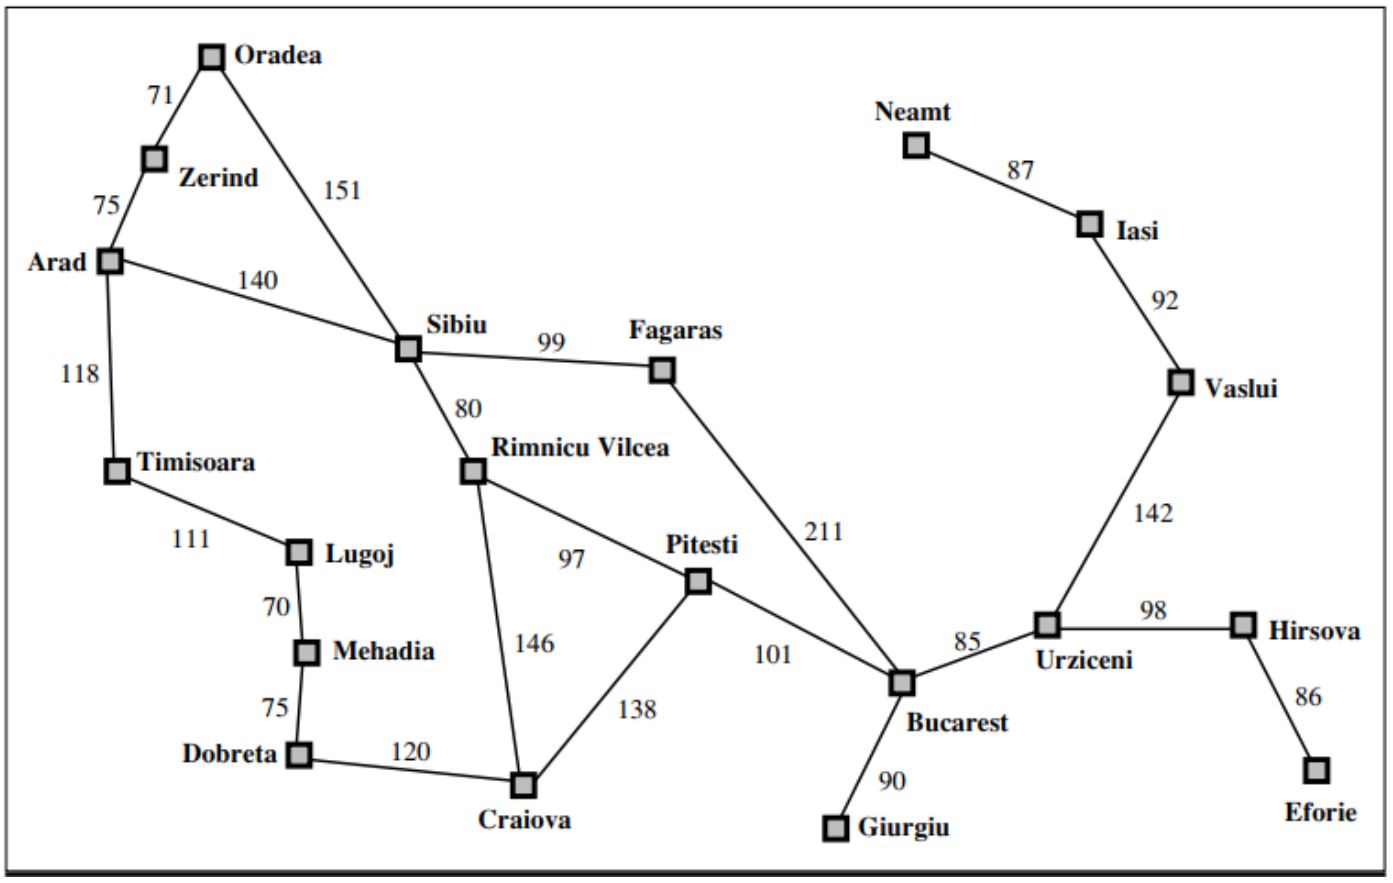 Oradea
71
Neamt
87
Zerind
151
75
Iasi
Arad
140
92
Sibiu
Fagaras
99
118
Vaslui
80
Rimnicu Vilcea
Timisoara
142
211
111
Lugoj
97
Pitesti
70
98
Mehadia
146
101
85
Hirsova
Urziceni
75
138
86
Bucarest
Dobreta
120
90
Craiova
Giurgiu
Eforie